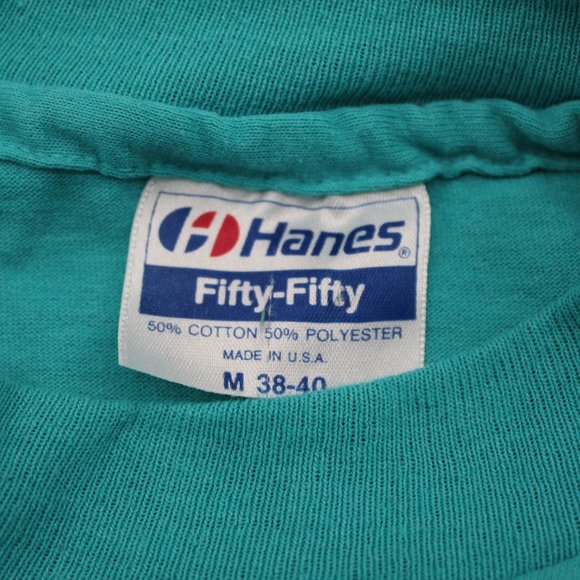 Hanes®
Fifty-Fifty
50% COTTON 50% POLYESTER
MADE IN U.S.A.
M 38-40